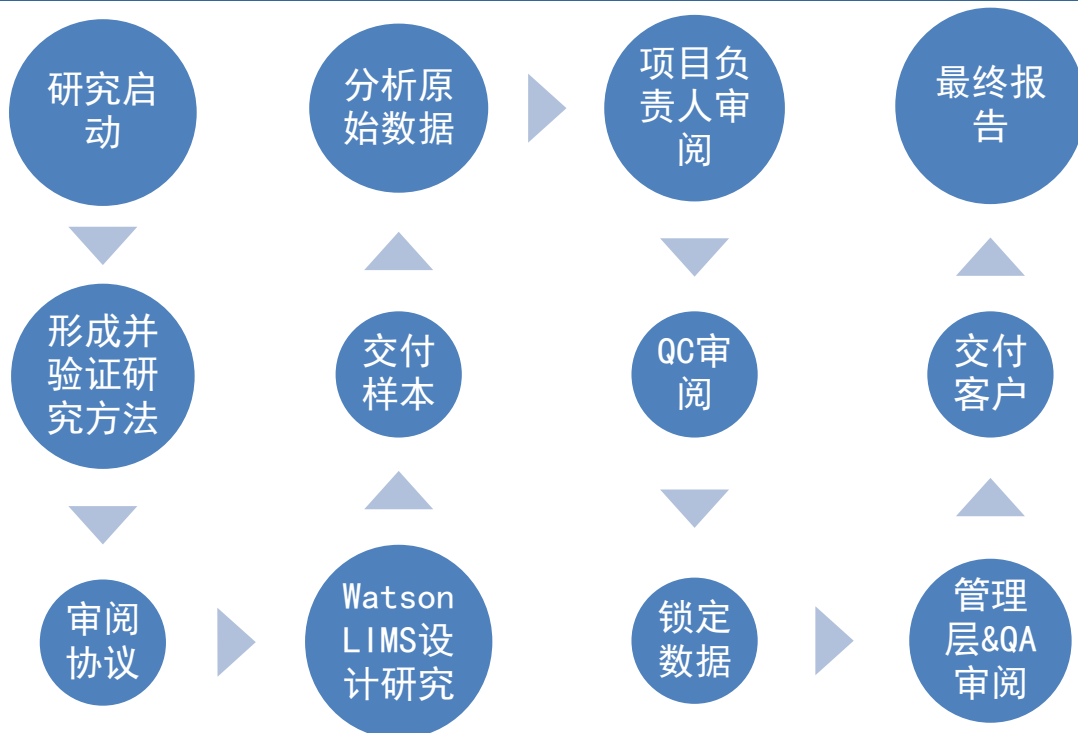 研究启
动
形成并
验证研
究方法
审阅
协议
Watson
LIMS设
计研究
交付
样本
分析原
始数据
项目负
责人审
阅
QC审
阅
锁定
数据
管理
层&QA
审阅
交付
客户
最终报
告